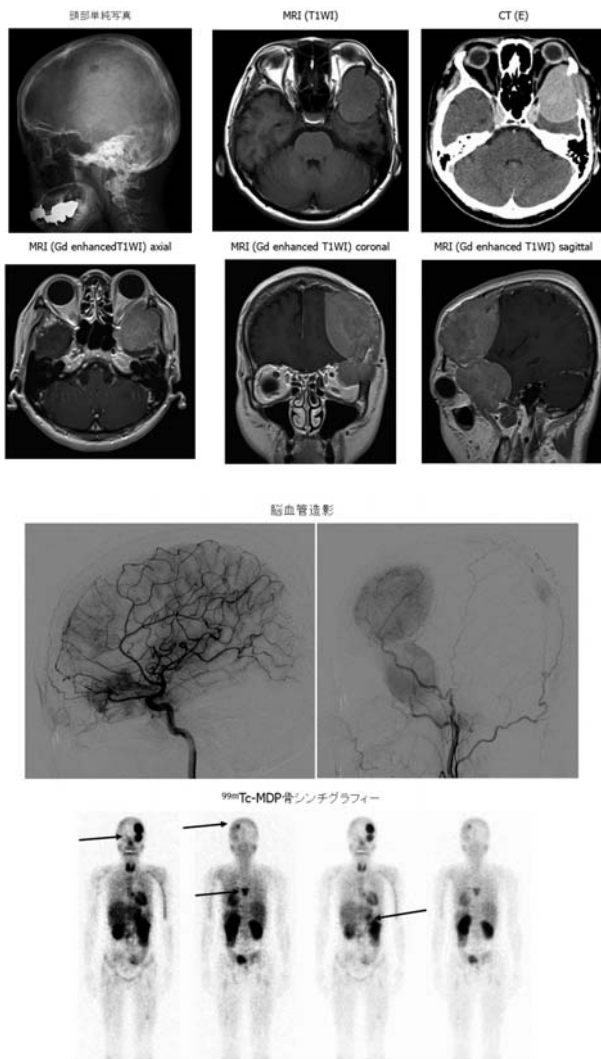 頭部単純写真
MRI (T1WI)
CT (E)
MRI (Gd enhancedT1WI) axial
MRI (Gd enhanced T1WI) coronal
MRI (Gd enhanced T1WI) sagittal
脳血管造影
99mTc-MDP骨シンチグラフィー